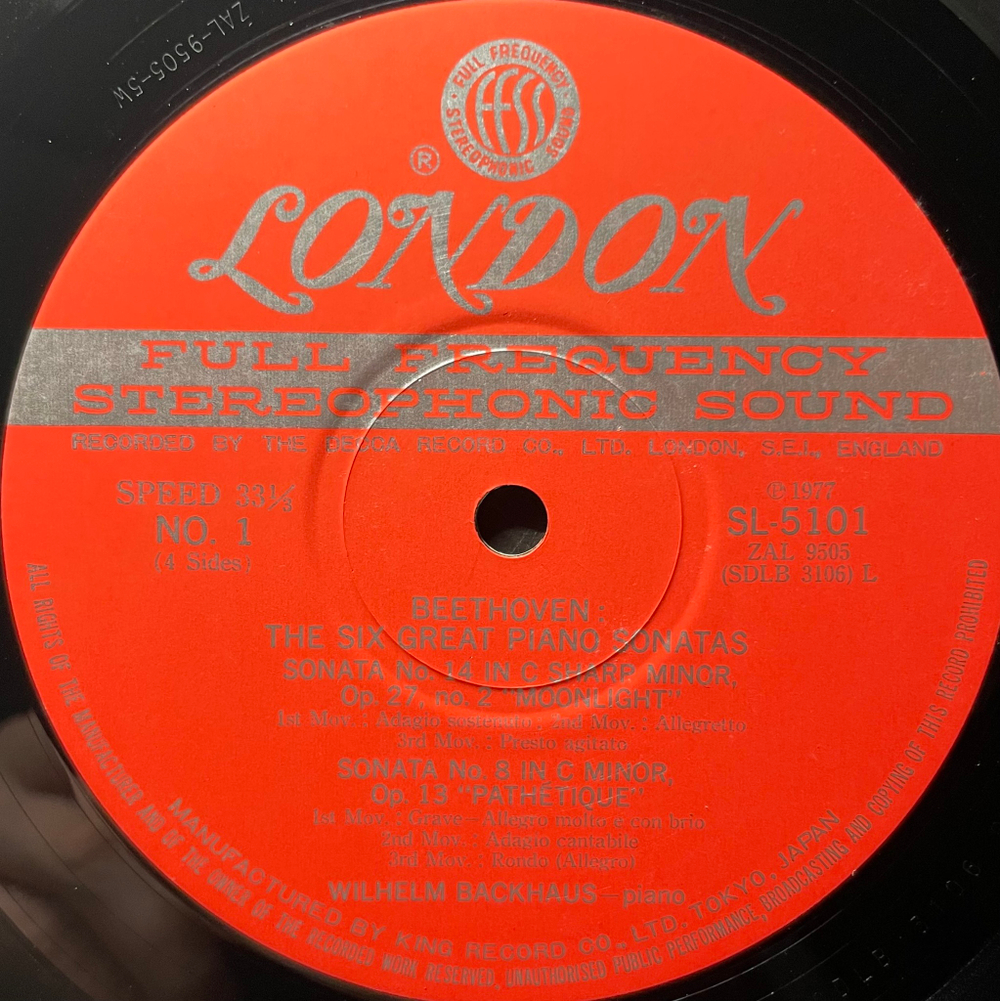 ZAL-9505-5W
FULL FREQUENCY
ffss
STEREOPHONIC SOUND
®
LONDON
FULL FREQUENCY
STEREOPHONIC SOUND
RECORDED BY THE DECCA RECORD CO., LTD. LONDON, S.E.I., ENGLAND
SPEED 33⅓
NO. 1
(4 Sides)
℗ 1977
SL-5101
ZAL 9505
(SDLB 3106) L
BEETHOVEN:
THE SIX GREAT PIANO SONATAS
SONATA No. 14 IN C SHARP MINOR,
Op. 27, no. 2 "MOONLIGHT"
1st Mov.: Adagio sostenuto, 2nd Mov.: Allegretto
3rd Mov.: Presto agitato
SONATA No. 8 IN C MINOR,
Op. 13 "PATHÉTIQUE"
1st Mov.: Grave—Allegro molto e con brio
2nd Mov.: Adagio cantabile
3rd Mov.: Rondo (Allegro)
WILHELM BACKHAUS—piano
MANUFACTURED BY KING RECORD CO., LTD. TOKYO, JAPAN
ALL RIGHTS OF THE MANUFACTURER AND OF THE OWNER OF THE RECORDED WORK RESERVED, UNAUTHORISED PUBLIC PERFORMANCE, BROADCASTING AND COPYING OF THIS RECORD PROHIBITED